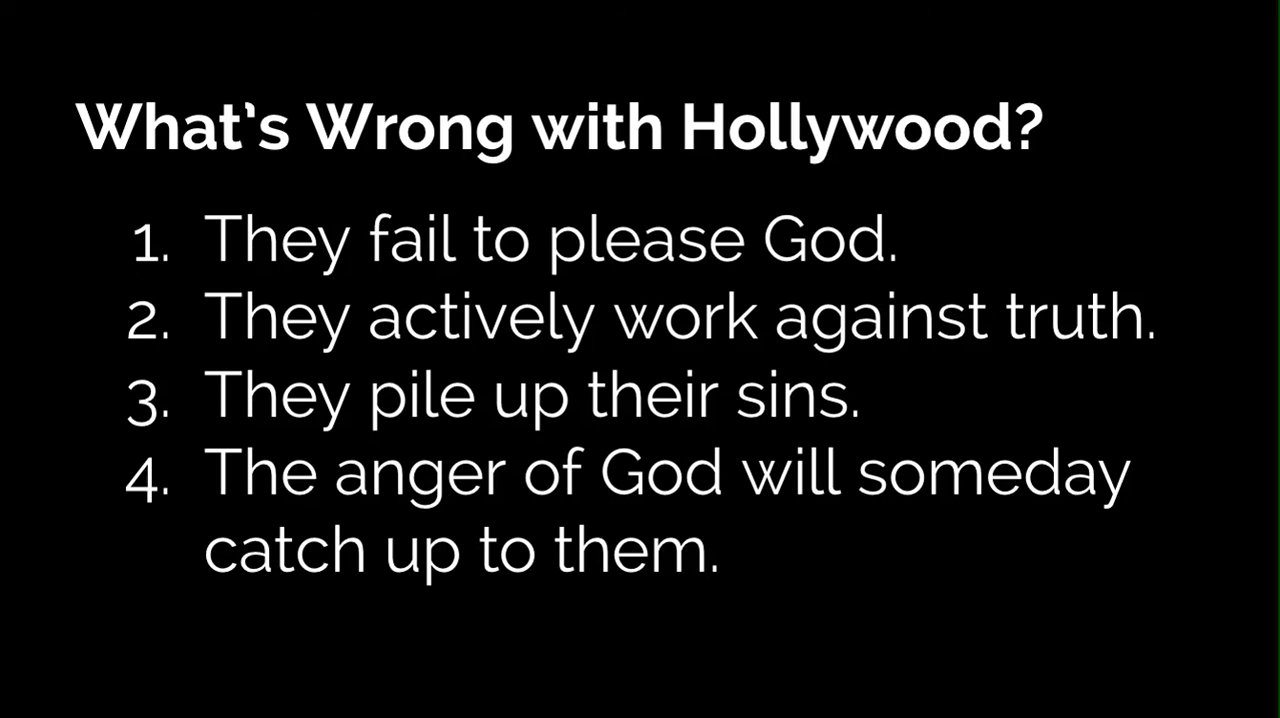 What’s Wrong with Hollywood?
1. They fail to please God.
2. They actively work against truth.
3. They pile up their sins.
4. The anger of God will someday
catch up to them.